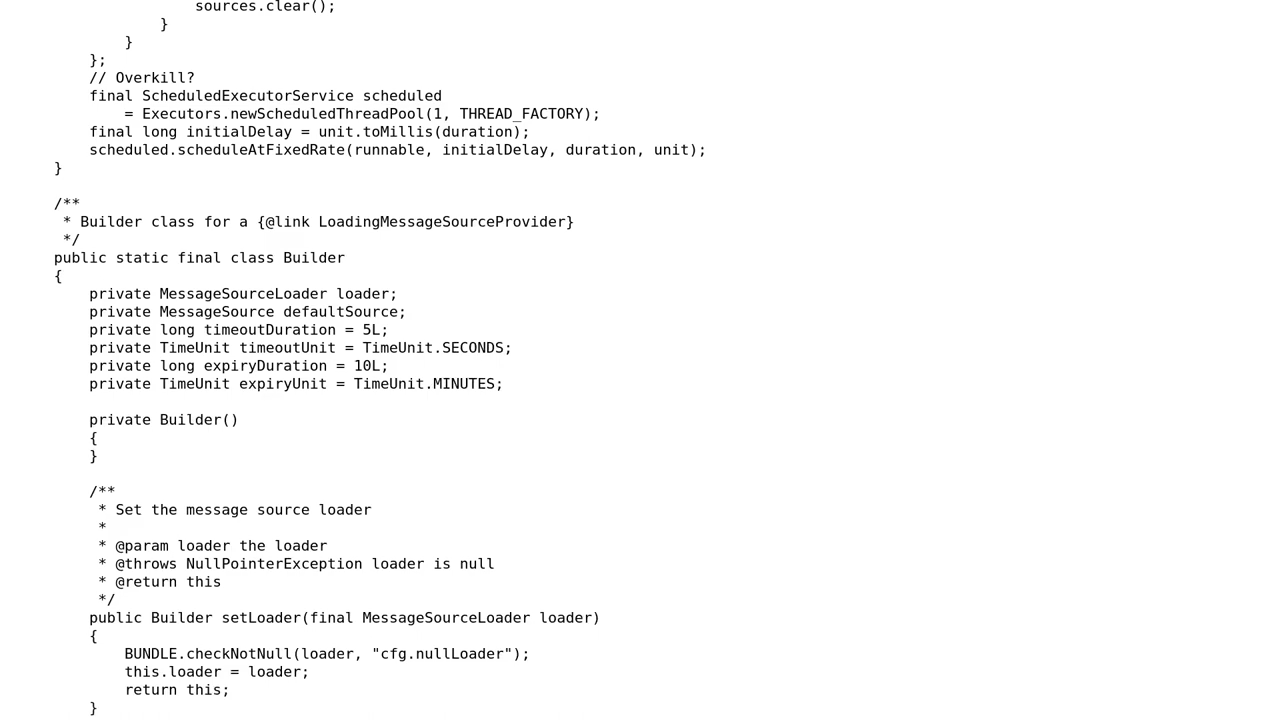 sources.clear();
                }
            }
        };
        // Overkill?
        final ScheduledExecutorService scheduled
            = Executors.newScheduledThreadPool(1, THREAD_FACTORY);
        final long initialDelay = unit.toMillis(duration);
        scheduled.scheduleAtFixedRate(runnable, initialDelay, duration, unit);
    }

    /**
     * Builder class for a {@link LoadingMessageSourceProvider}
     */
    public static final class Builder
    {
        private MessageSourceLoader loader;
        private MessageSource defaultSource;
        private long timeoutDuration = 5L;
        private TimeUnit timeoutUnit = TimeUnit.SECONDS;
        private long expiryDuration = 10L;
        private TimeUnit expiryUnit = TimeUnit.MINUTES;

        private Builder()
        {
        }

        /**
         * Set the message source loader
         *
         * @param loader the loader
         * @throws NullPointerException loader is null
         * @return this
         */
        public Builder setLoader(final MessageSourceLoader loader)
        {
            BUNDLE.checkNotNull(loader, "cfg.nullLoader");
            this.loader = loader;
            return this;
        }